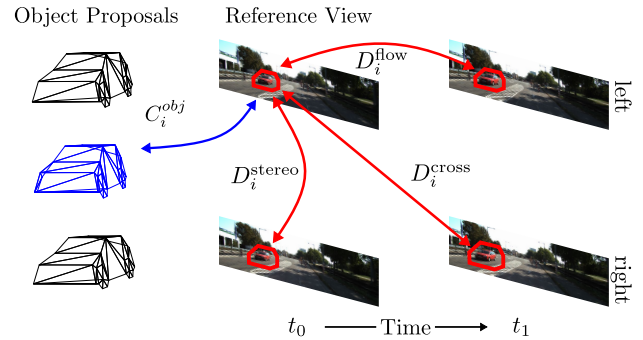 Object Proposals
Reference View
D_i^flow
left
C_i^obj
D_i^stereo
D_i^cross
right
t_0 Time t_1